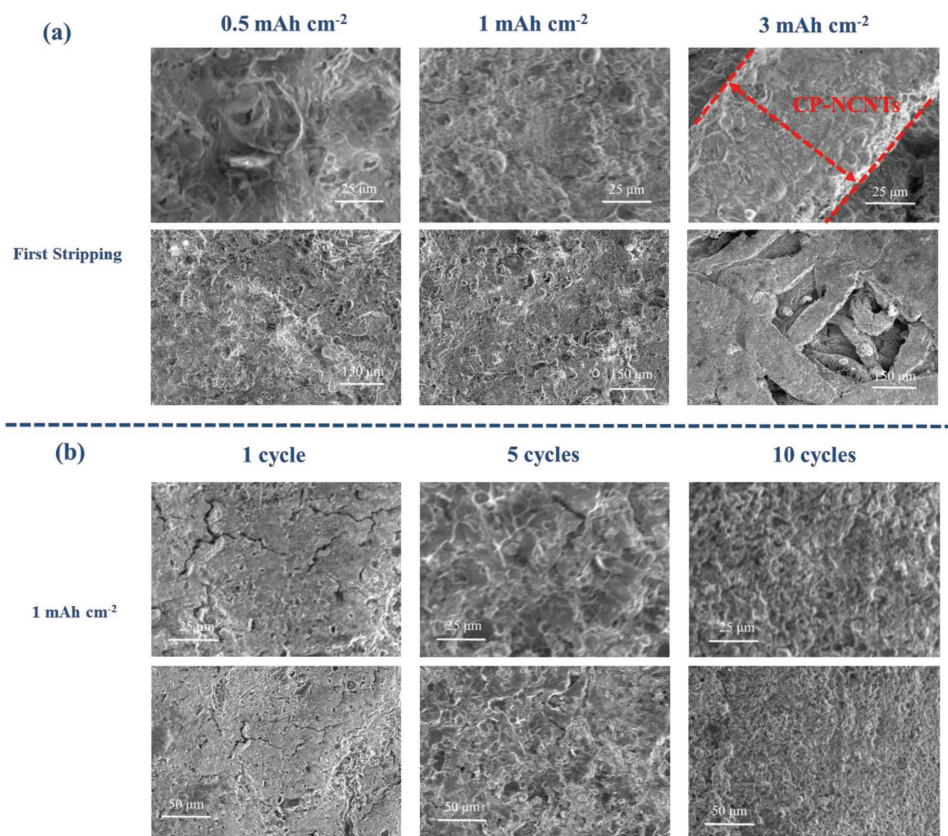 (a)
0.5 mAh cm⁻²
1 mAh cm⁻²
3 mAh cm⁻²
CP-NCNTs
25 μm
25 μm
25 μm
First Stripping
150 μm
150 μm
150 μm
(b)
1 cycle
5 cycles
10 cycles
25 μm
25 μm
25 μm
1 mAh cm⁻²
50 μm
50 μm
50 μm